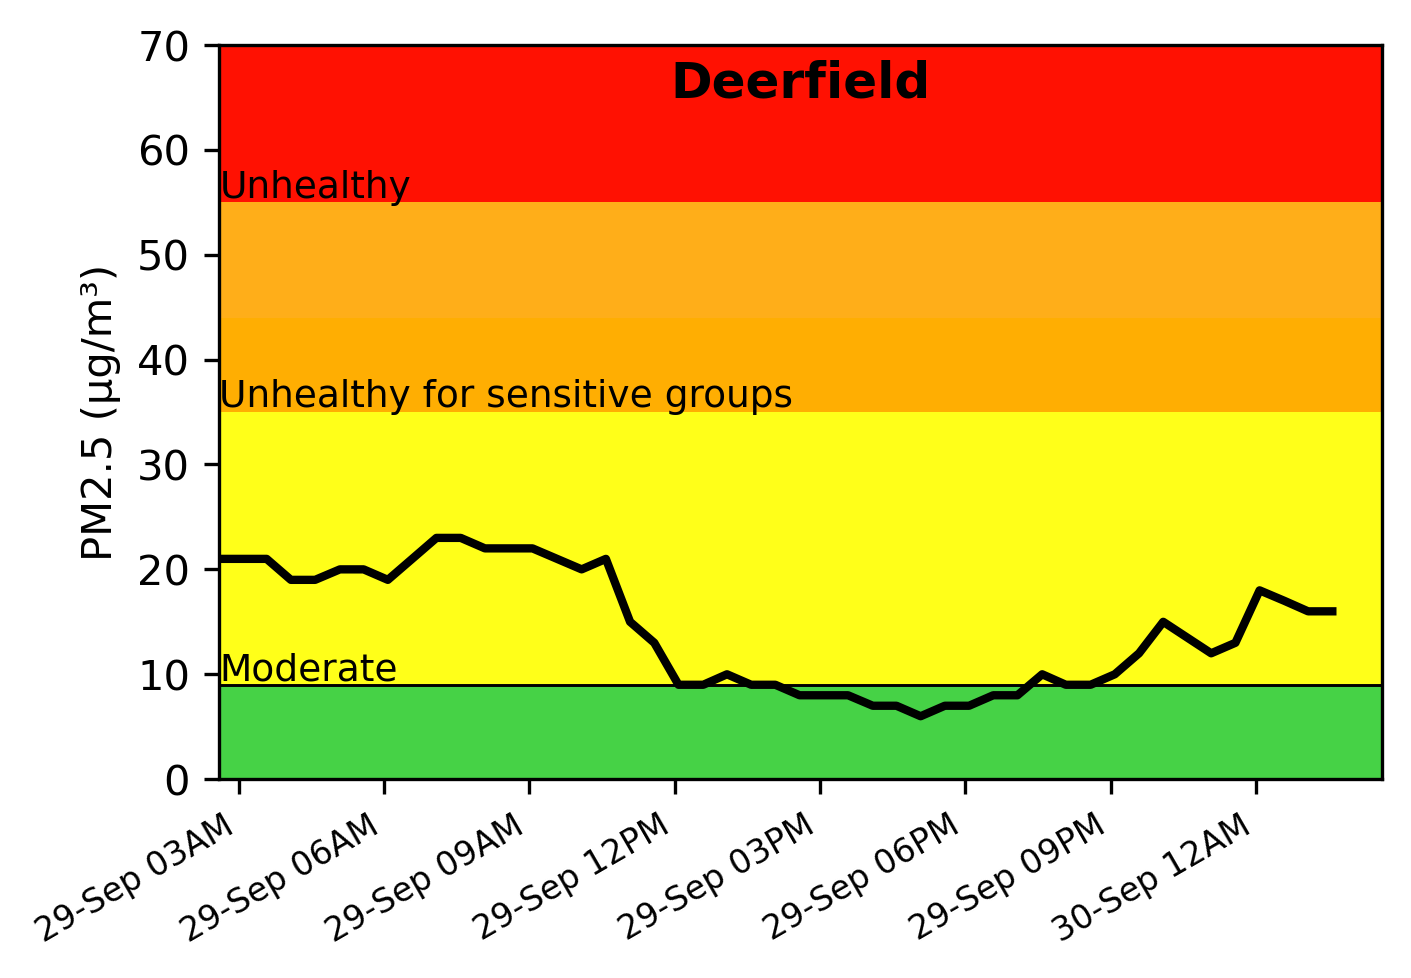 Deerfield
70
60
50
40
30
20
10
0
PM2.5 (µg/m³)
Unhealthy
Unhealthy for sensitive groups
Moderate
29-Sep 03AM
29-Sep 06AM
29-Sep 09AM
29-Sep 12PM
29-Sep 03PM
29-Sep 06PM
29-Sep 09PM
30-Sep 12AM